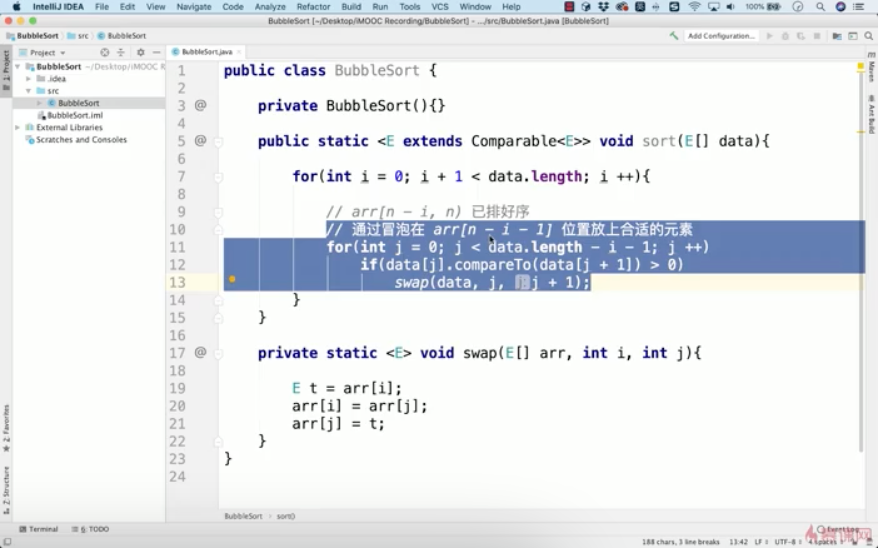 IntelliJ IDEA File Edit View Navigate Code Analyze Refactor Build Run Tools VCS Window Help 100%
BubbleSort [~/Desktop/iMOOC Recording/BubbleSort] - .../src/BubbleSort.java [BubbleSort]
BubbleSort src BubbleSort Add Configuration...
Project BubbleSort.java
BubbleSort ~/Desktop/iMOOC R
.idea
src
BubbleSort
BubbleSort.iml
External Libraries
Scratches and Consoles
1: Project
2: Favorites
Z: Structure
Maven
Ant Build
1 public class BubbleSort {
2
3 @ private BubbleSort(){}
4
5 @ public static <E extends Comparable<E>> void sort(E[] data){
6
7 for(int i = 0; i + 1 < data.length; i ++){
8
9 // arr[n - i, n) 已排好序
10 // 通过冒泡在 arr[n - i - 1] 位置放上合适的元素
11 for(int j = 0; j < data.length - i - 1; j ++)
12 if(data[j].compareTo(data[j + 1]) > 0)
13 swap(data, j, j: j + 1);
14 }
15 }
16
17 @ private static <E> void swap(E[] arr, int i, int j){
18
19 E t = arr[i];
20 arr[i] = arr[j];
21 arr[j] = t;
22 }
23 }
24
BubbleSort > sort()
Terminal 6: TODO Event Log
188 chars, 3 line breaks 13:42 LF UTF-8 4 spaces
慕课网